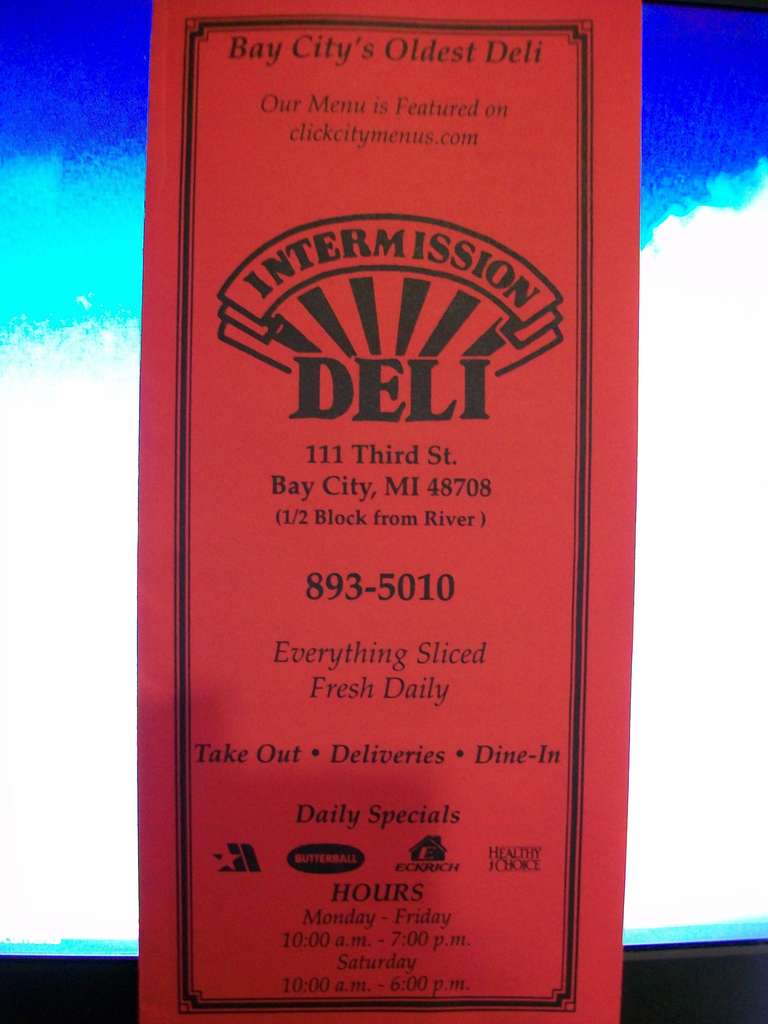 Bay City's Oldest Deli
Our Menu is Featured on
clickcitymenus.com
INTERMISSION
DELI
111 Third St.
Bay City, MI 48708
(1/2 Block from River )
893-5010
Everything Sliced
Fresh Daily
Take Out • Deliveries • Dine-In
Daily Specials
BUTTERBALL ECKRICH HEALTHY CHOICE
HOURS
Monday - Friday
10:00 a.m. - 7:00 p.m.
Saturday
10:00 a.m. - 6:00 p.m.